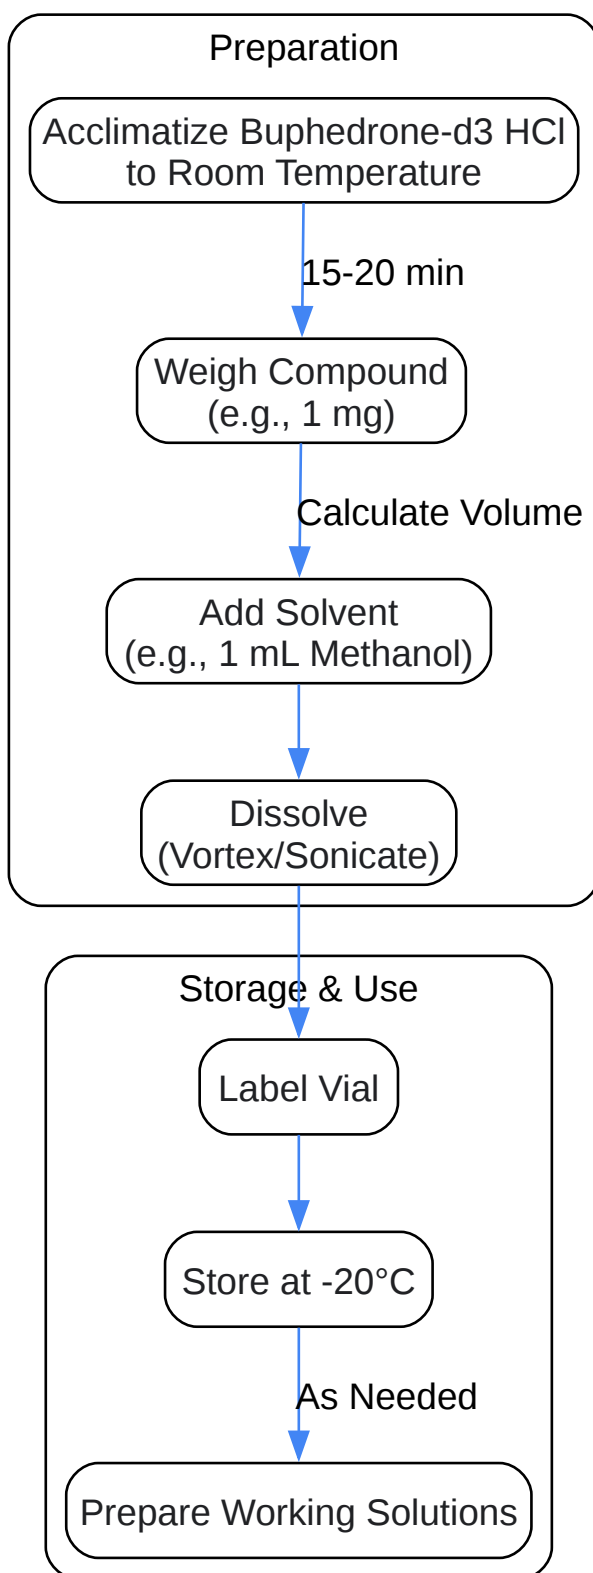 Preparation
Acclimatize Buphedrone-d3 HCl
to Room Temperature
15-20 min
Weigh Compound
(e.g., 1 mg)
Calculate Volume
Add Solvent
(e.g., 1 mL Methanol)
Dissolve
(Vortex/Sonicate)
Storage & Use
Label Vial
Store at -20°C
As Needed
Prepare Working Solutions